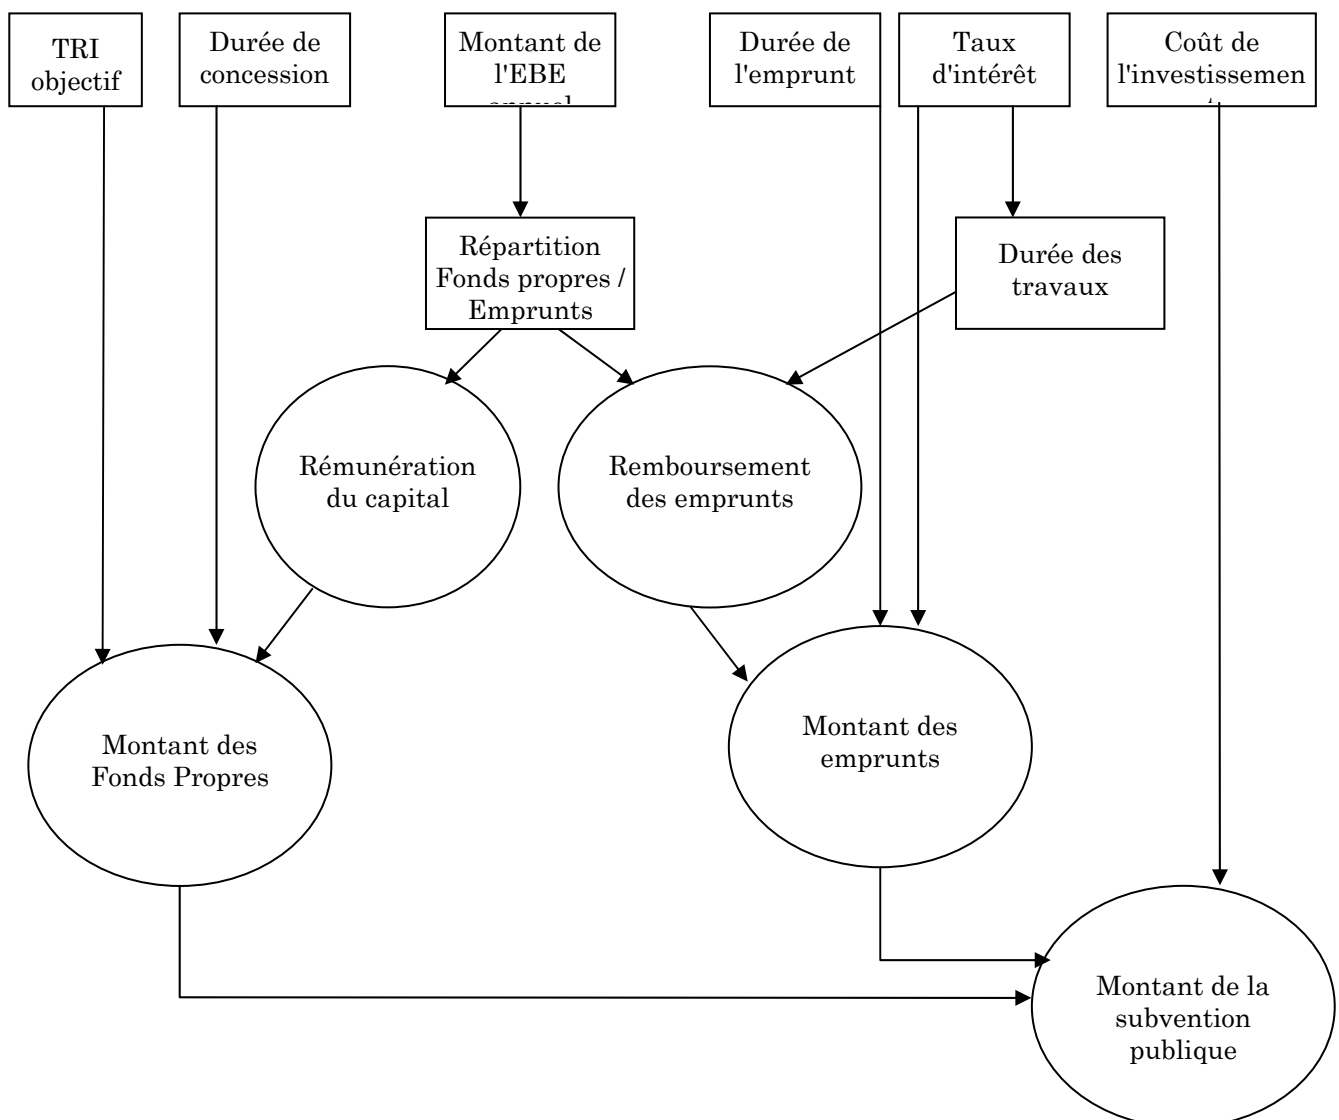 TRI
objectif
Durée de
concession
Montant de
l'EBE
Durée de
l'emprunt
Taux
d'intérêt
Coût de
l'investissemen
Répartition
Fonds propres /
Emprunts
Durée des
travaux
Rémunération
du capital
Remboursement
des emprunts
Montant des
Fonds Propres
Montant des
emprunts
Montant de la
subvention
publique